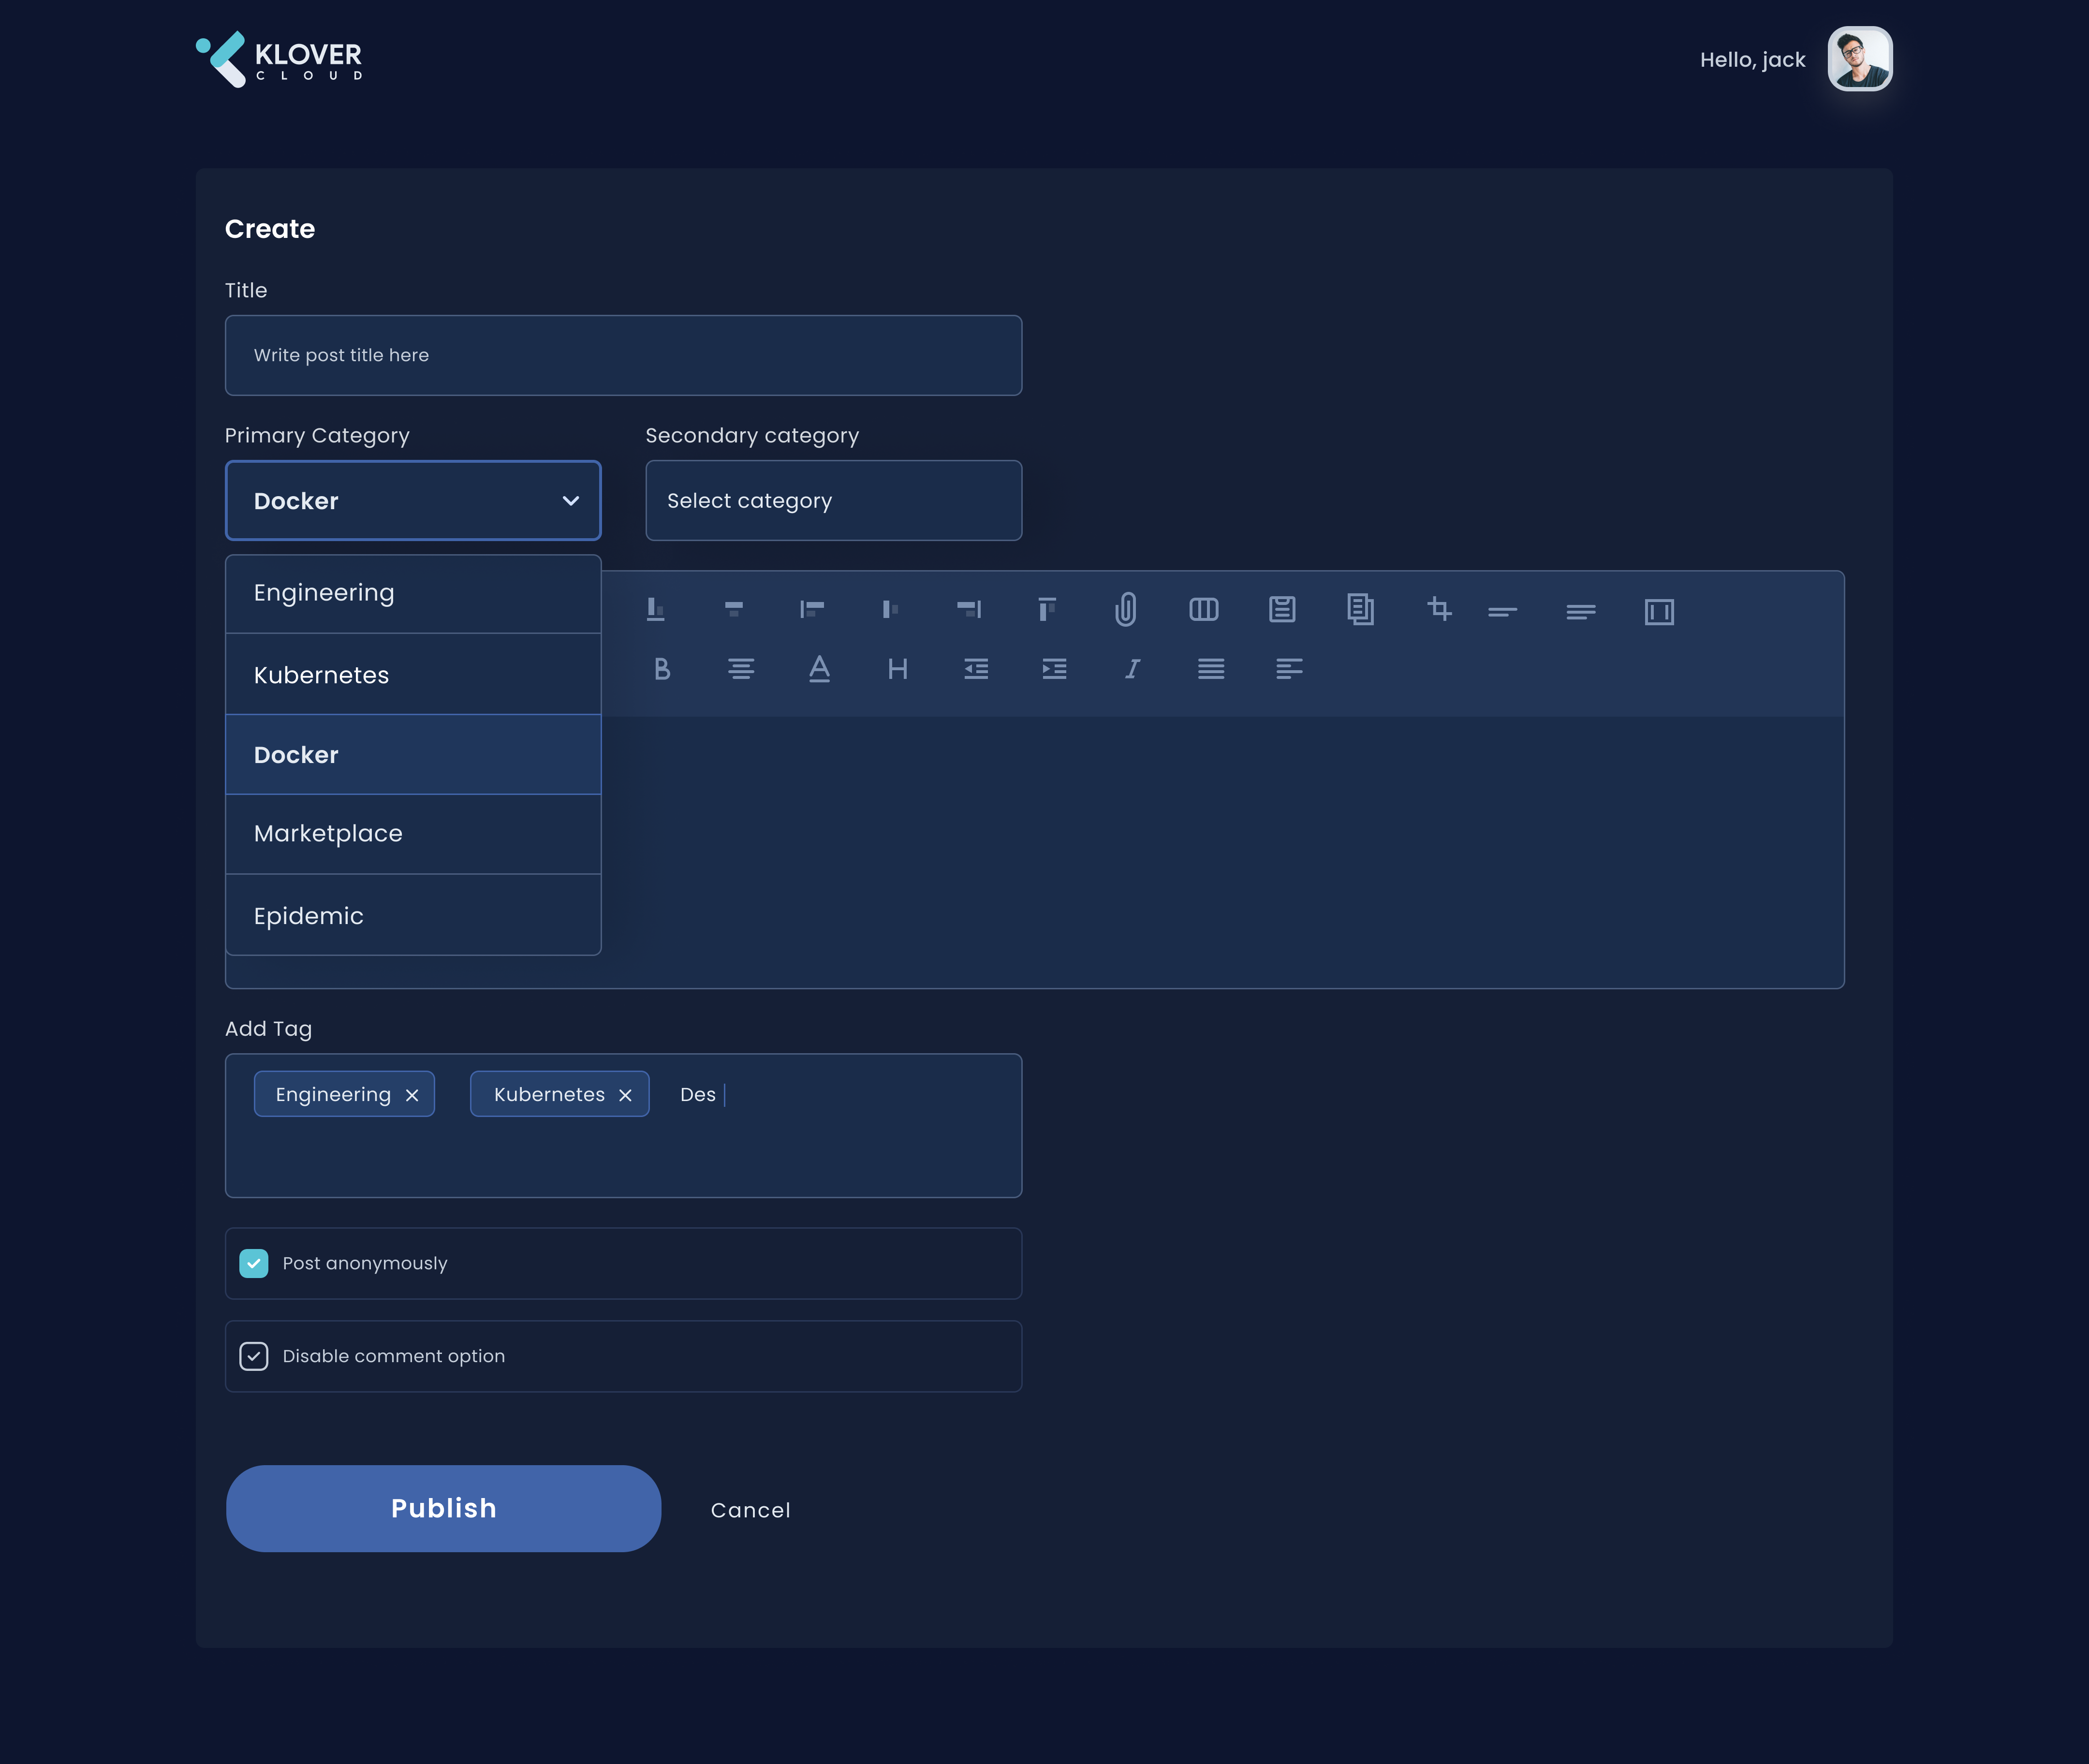 KLOVER
CLOUD
Hello, jack
Create
Title
Write post title here
Primary Category
Secondary category
Docker
Select category
Engineering
Kubernetes
Docker
Marketplace
Epidemic
B A H I
Add Tag
Engineering
Kubernetes
Des
Post anonymously
Disable comment option
Publish
Cancel